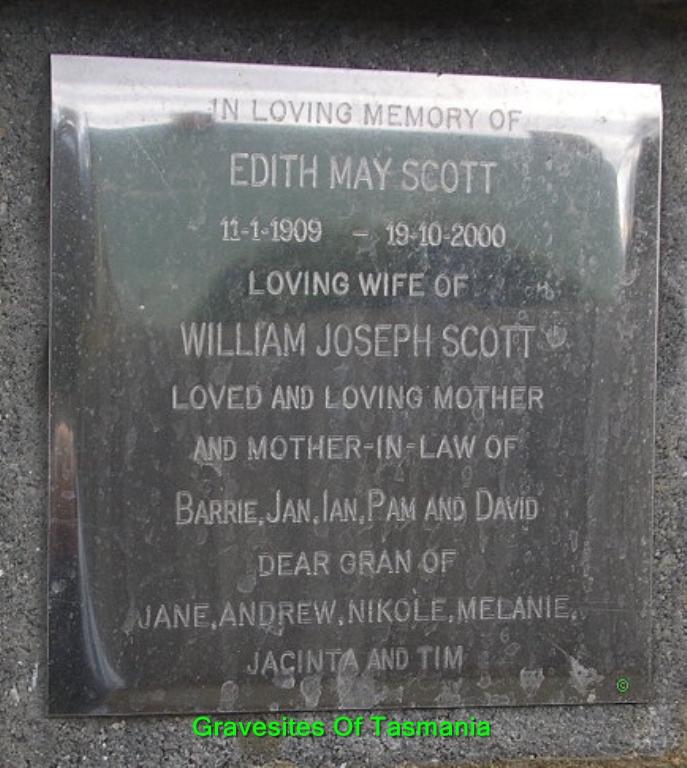 IN LOVING MEMORY OF
EDITH MAY SCOTT
11-1-1909 - 19-10-2000
LOVING WIFE OF
WILLIAM JOSEPH SCOTT
LOVED AND LOVING MOTHER
AND MOTHER-IN-LAW OF
BARRIE, JAN, IAN, PAM AND DAVID
DEAR GRAN OF
JANE, ANDREW, NIKOLE, MELANIE,
JACINTA AND TIM
©
Gravesites Of Tasmania